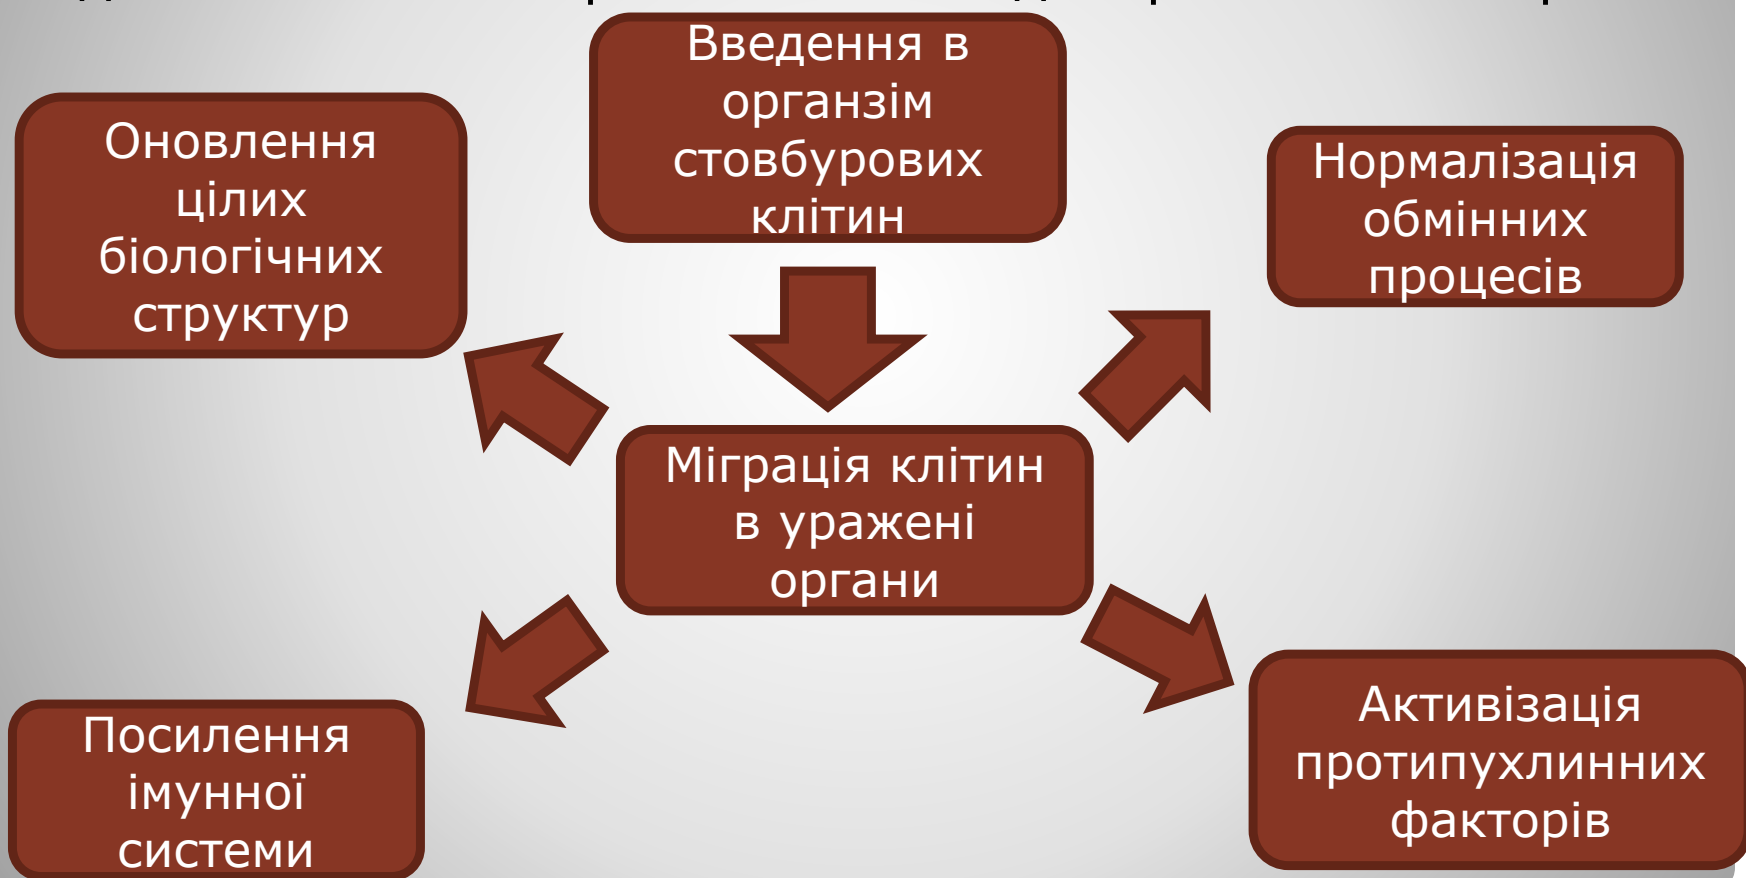 Введення в
органзім
стовбурових
клітин
Оновлення
цілих
біологічних
структур
Нормалізація
обмінних
процесів
Міграція клітин
в уражені
органи
Посилення
імунної
системи
Активізація
протипухлинних
факторів